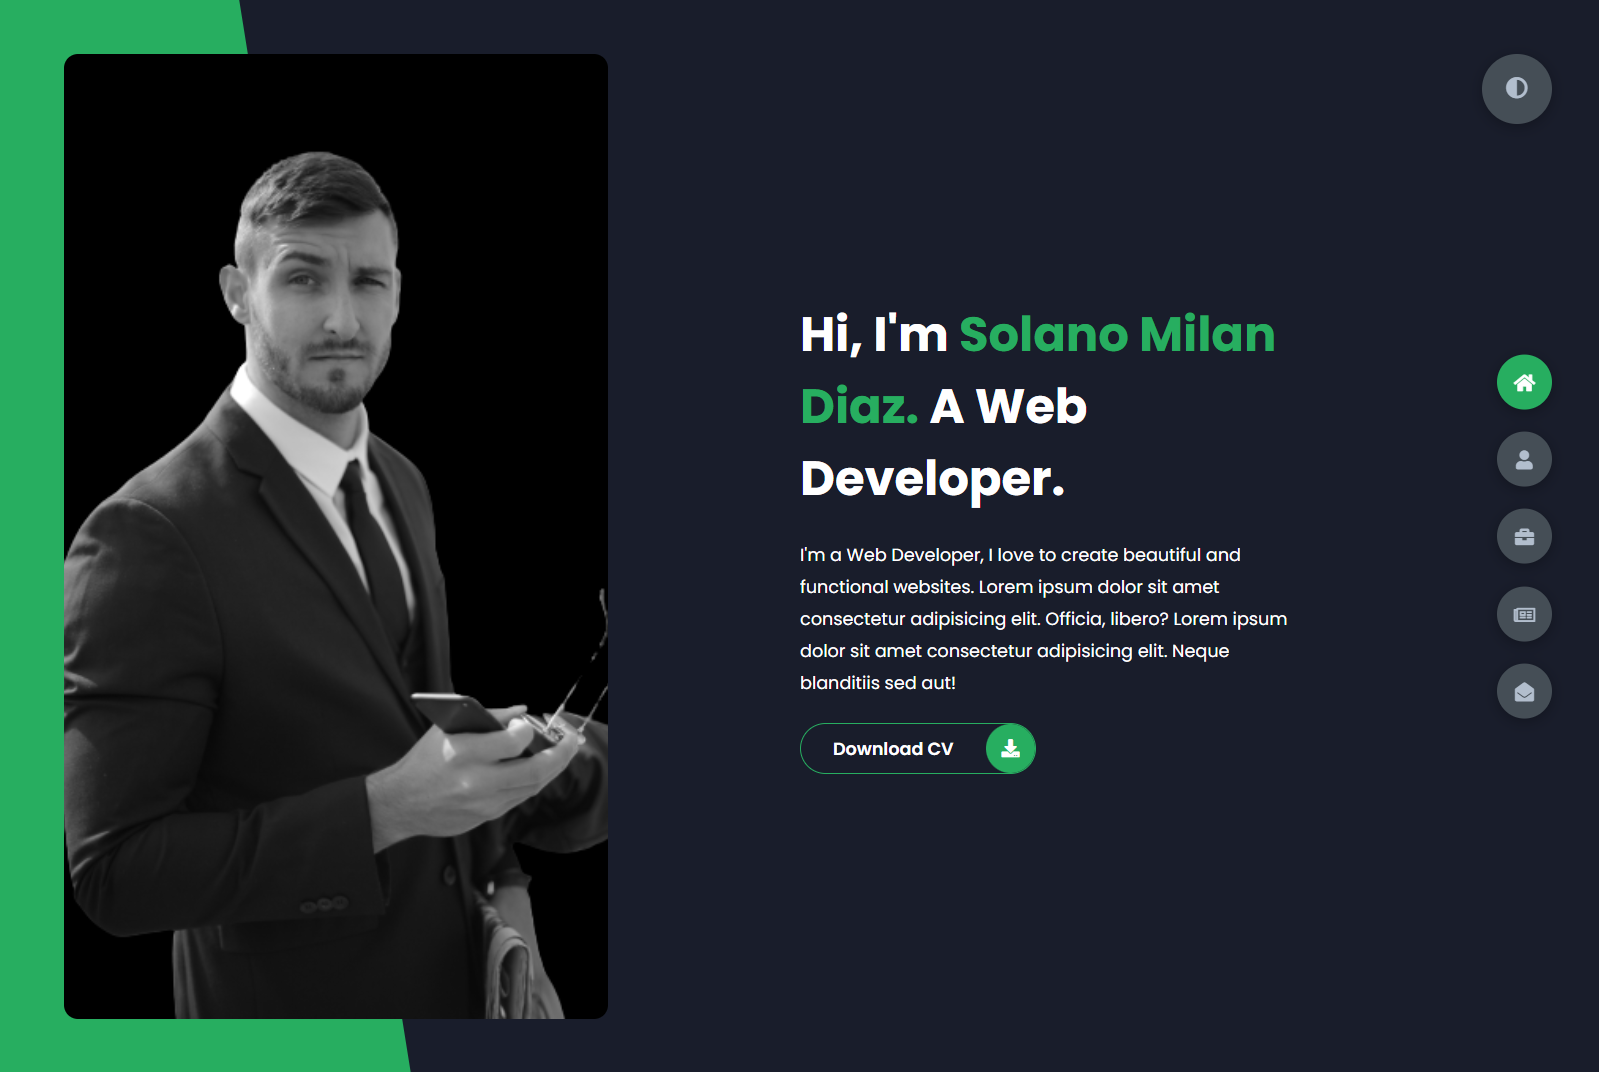 Hi, I'm Solano Milan
Diaz. A Web
Developer.
I'm a Web Developer, I love to create beautiful and
functional websites. Lorem ipsum dolor sit amet
consectetur adipisicing elit. Officia, libero? Lorem ipsum
dolor sit amet consectetur adipisicing elit. Neque
blanditiis sed aut!
Download CV